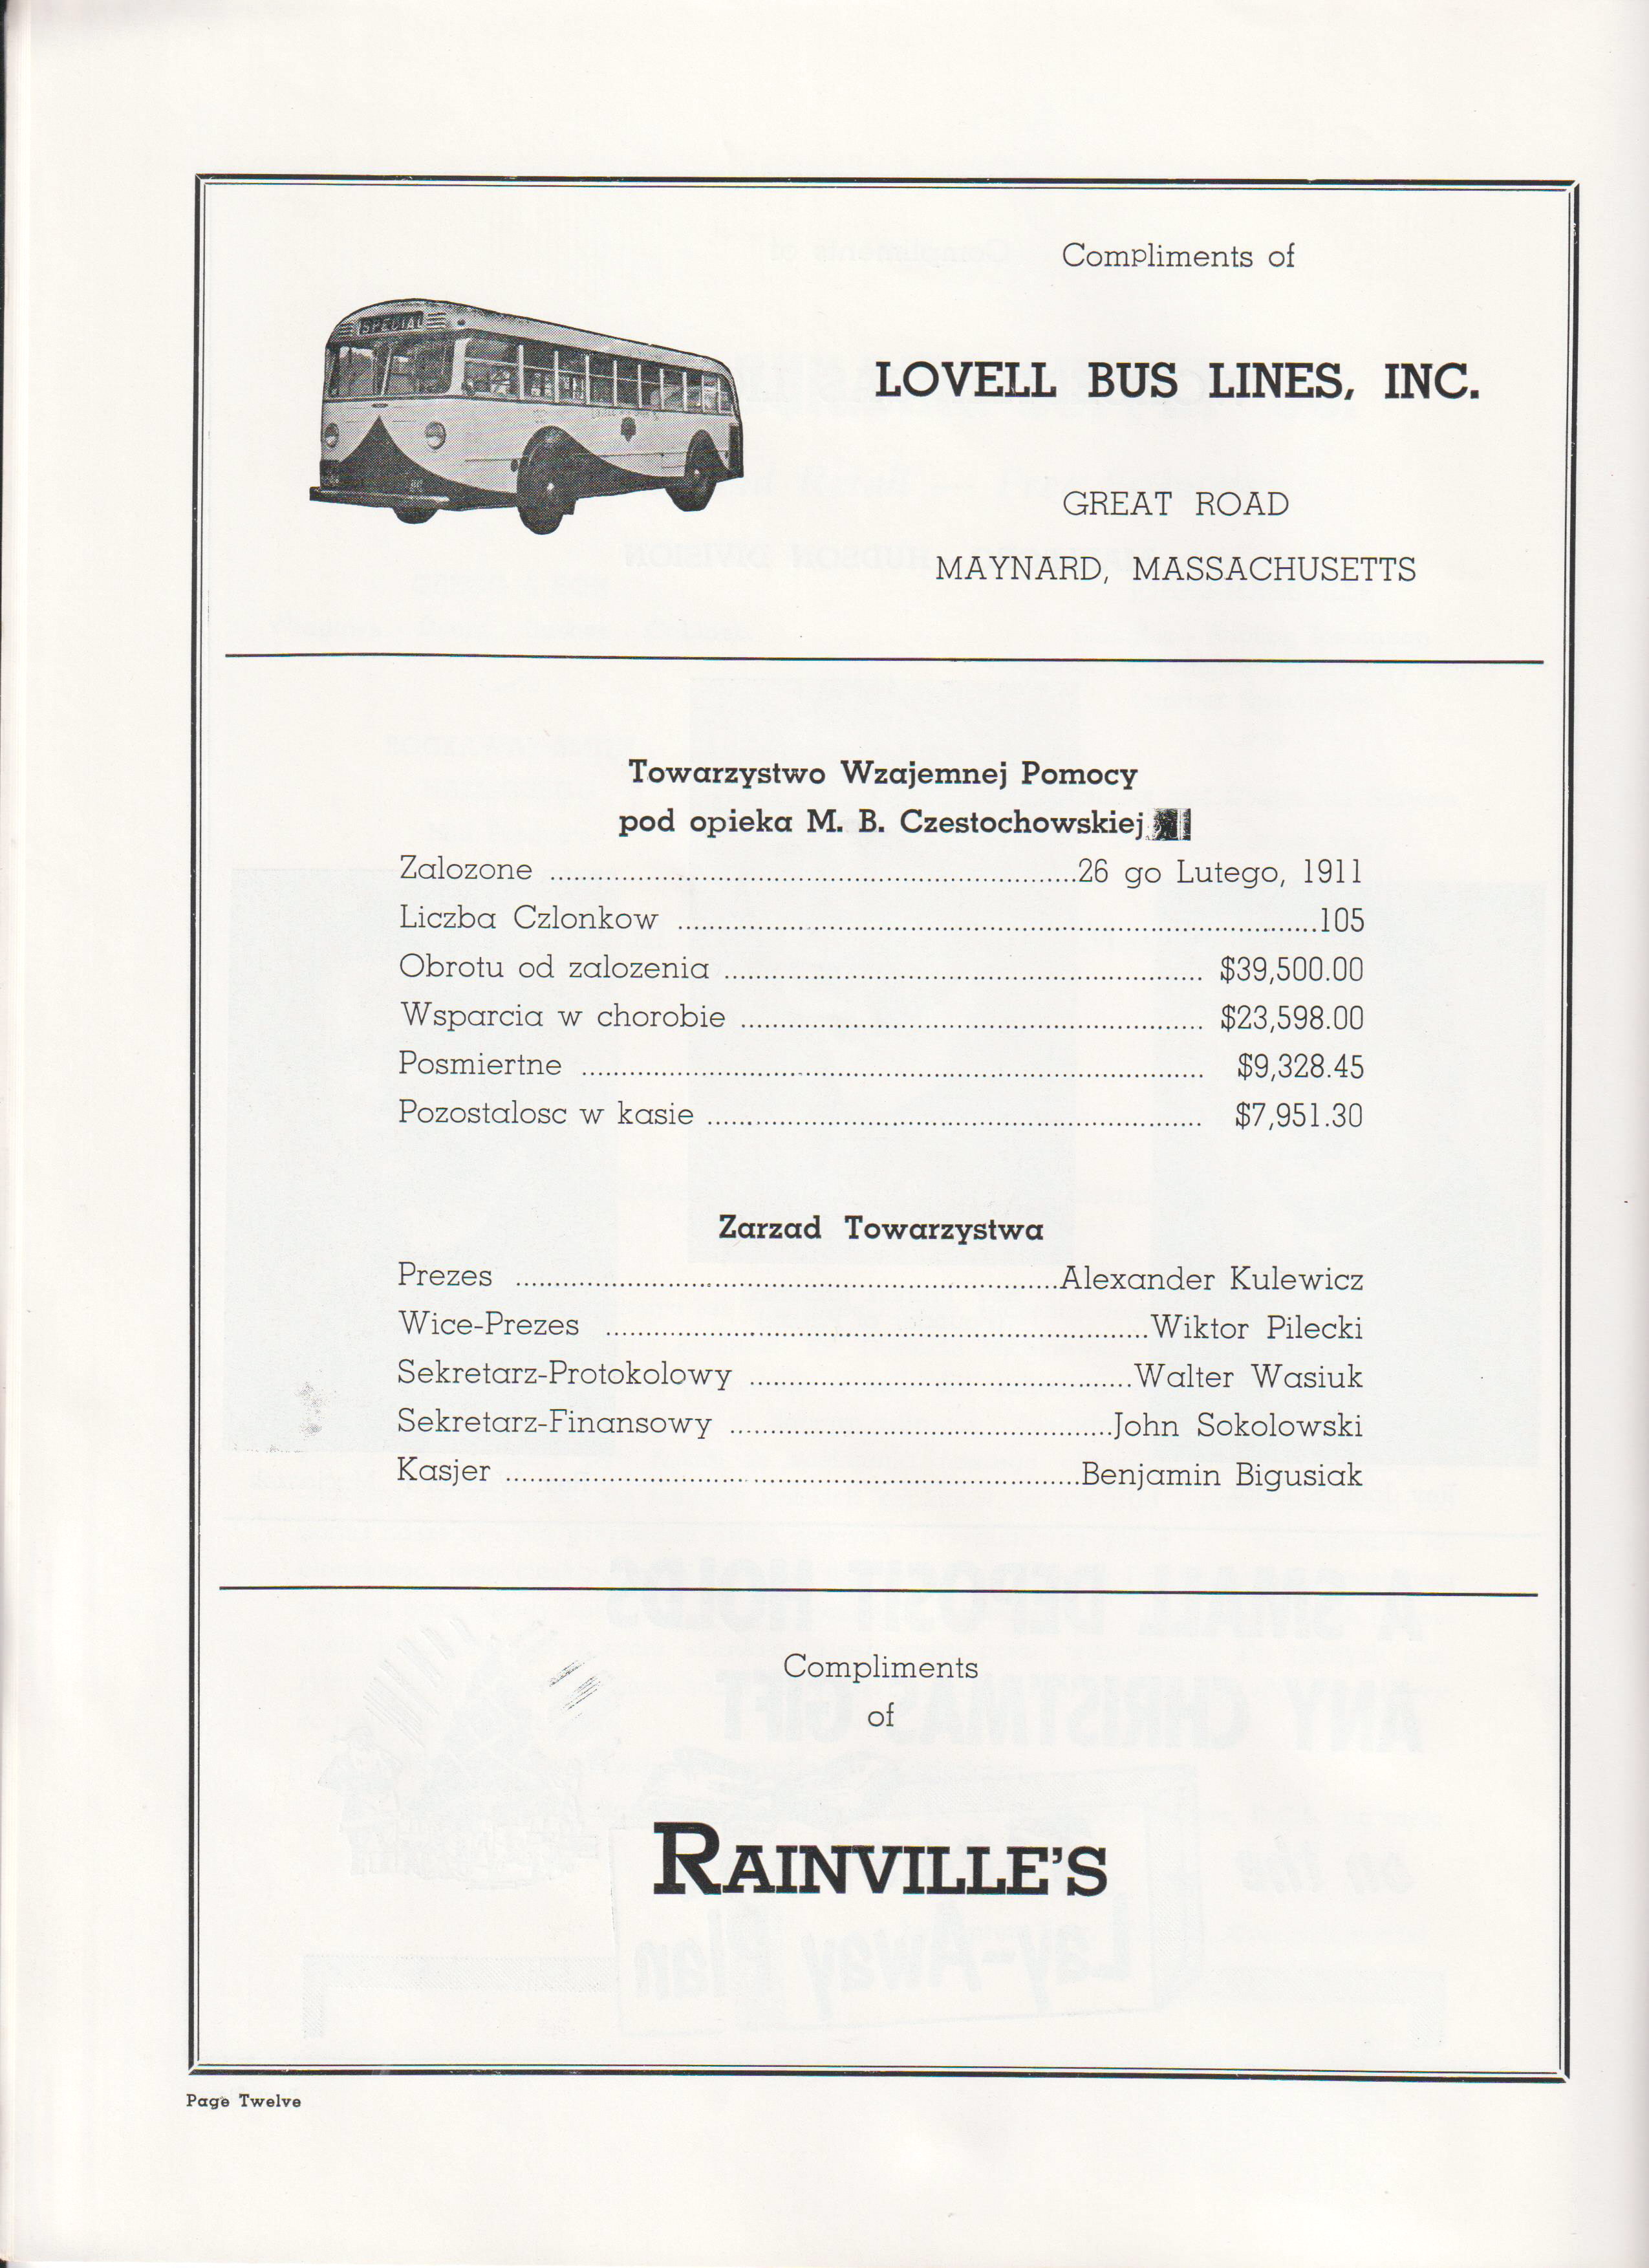 Compliments of
SPECIAL
LOVELL BUS LINES, INC.
GREAT ROAD
MAYNARD, MASSACHUSETTS
Towarzystwo Wzajemnej Pomocy
pod opieka M. B. Czestochowskiej
Zalozone ........................ 26 go Lutego, 1911
Liczba Czlonkow ........................ 105
Obrotu od zalozenia ........................ $39,500.00
Wsparcia w chorobie ........................ $23,598.00
Posmiertne ........................ $9,328.45
Pozostalosc w kasie ........................ $7,951.30
Zarzad Towarzystwa
Prezes ........................ Alexander Kulewicz
Wice-Prezes ........................ Wiktor Pilecki
Sekretarz-Protokolowy ........................ Walter Wasiuk
Sekretarz-Finansowy ........................ John Sokolowski
Kasjer ........................ Benjamin Bigusiak
Compliments
of
RAINVILLE'S
Page Twelve